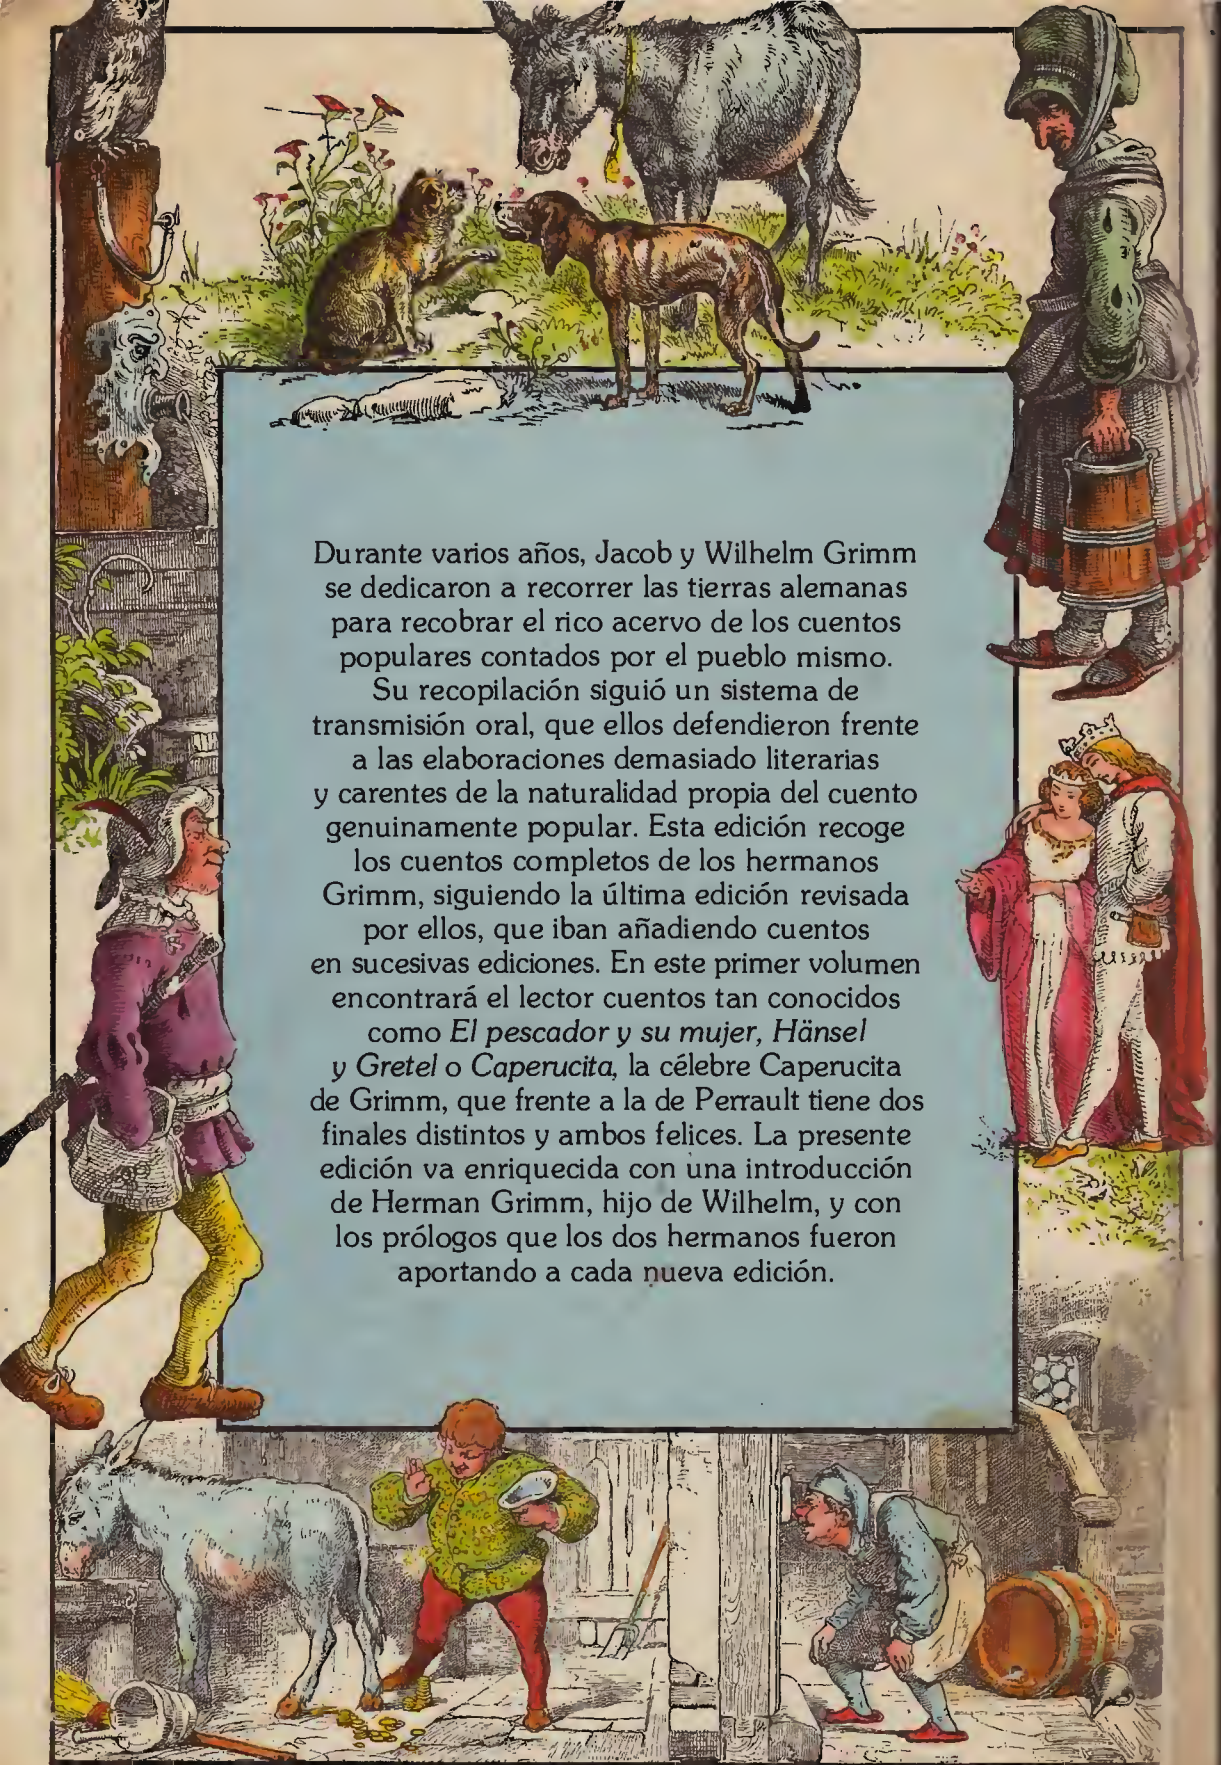 Durante varios años, Jacob y Wilhelm Grimm
se dedicaron a recorrer las tierras alemanas
para recobrar el rico acervo de los cuentos
populares contados por el pueblo mismo.
Su recopilación siguió un sistema de
transmisión oral, que ellos defendieron frente
a las elaboraciones demasiado literarias
y carentes de la naturalidad propia del cuento
genuinamente popular. Esta edición recoge
los cuentos completos de los hermanos
Grimm, siguiendo la última edición revisada
por ellos, que iban añadiendo cuentos
en sucesivas ediciones. En este primer volumen
encontrará el lector cuentos tan conocidos
como El pescador y su mujer, Hänsel
y Gretel o Caperucita, la célebre Caperucita
de Grimm, que frente a la de Perrault tiene dos
finales distintos y ambos felices. La presente
edición va enriquecida con una introducción
de Herman Grimm, hijo de Wilhelm, y con
los prólogos que los dos hermanos fueron
aportando a cada nueva edición.